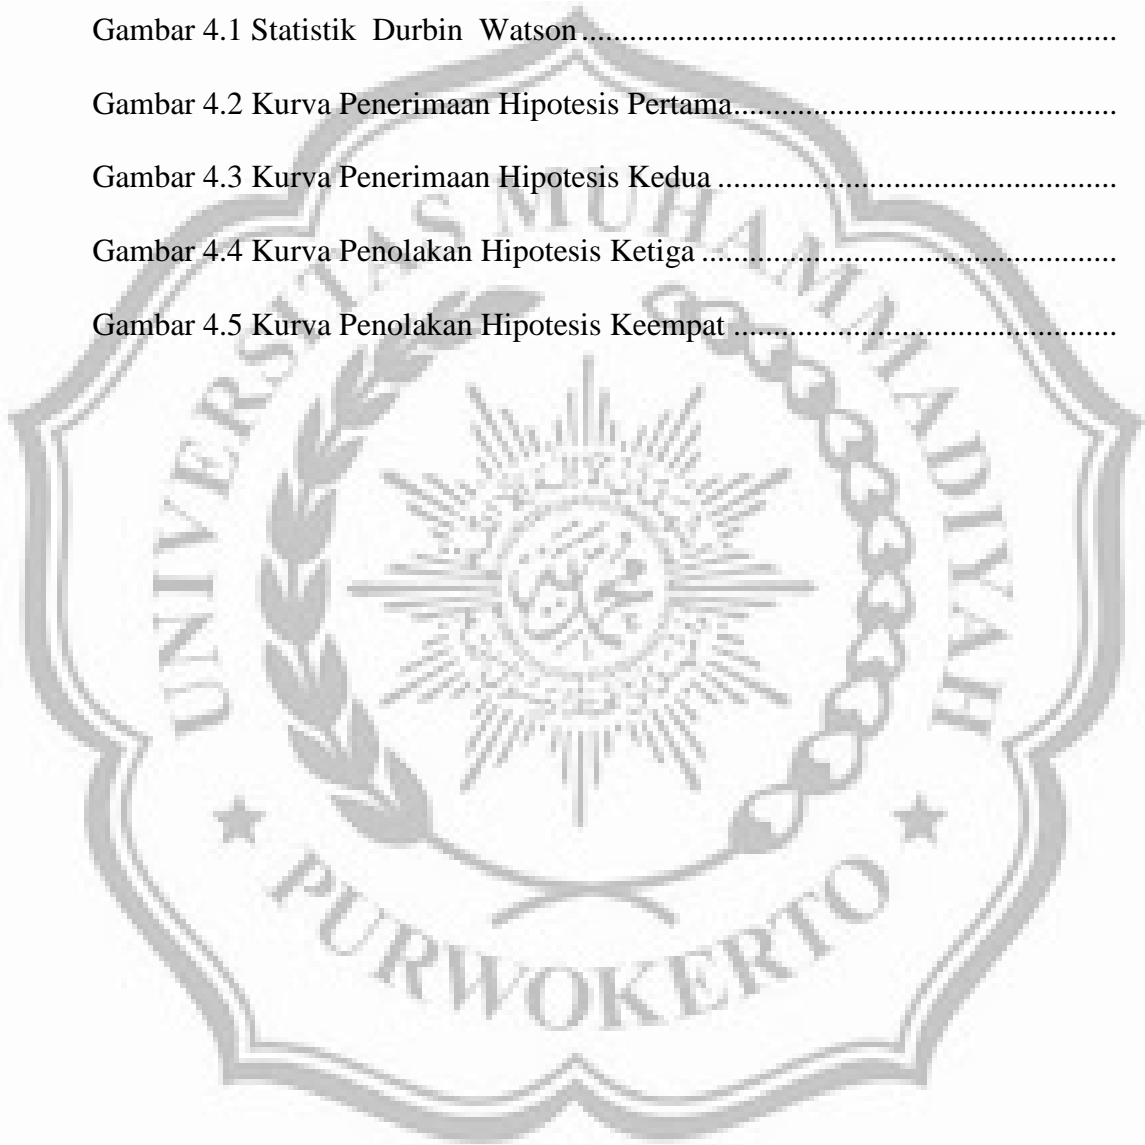 Gambar 4.1 Statistik Durbin Watson ....................................................................
Gambar 4.2 Kurva Penerimaan Hipotesis Pertama.................................................
Gambar 4.3 Kurva Penerimaan Hipotesis Kedua ...................................................
Gambar 4.4 Kurva Penolakan Hipotesis Ketiga .....................................................
Gambar 4.5 Kurva Penolakan Hipotesis Keempat .................................................
UNIVERSITAS MUHAMMADIYAH
PURWOKERTO